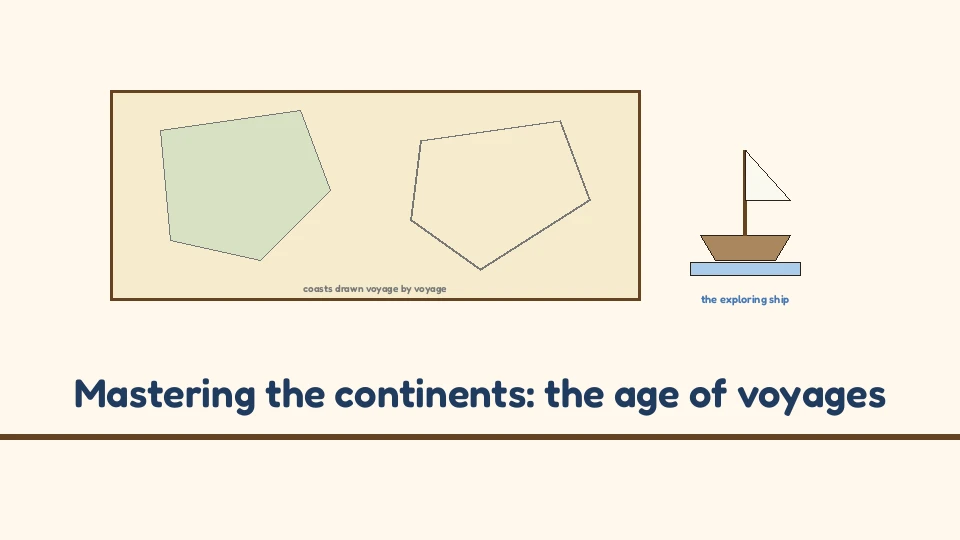 coasts drawn voyage by voyage
the exploring ship
Mastering the continents: the age of voyages